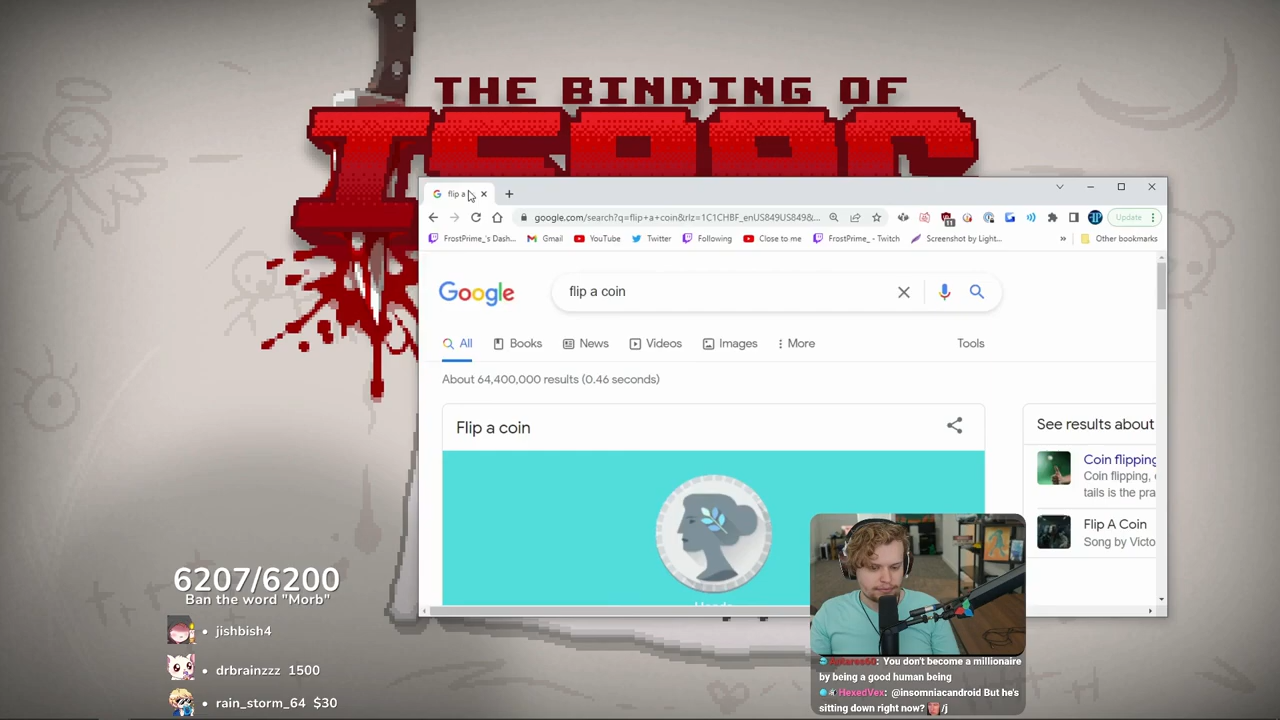 THE BINDING OF
ISAAC
flip a
google.com/search?q=flip+a+coin&rlz=1C1CHBF_enUS849US849&...
Update
FrostPrime_'s Dash...
Gmail
YouTube
Twitter
Following
Close to me
FrostPrime_ - Twitch
Screenshot by Light...
»
Other bookmarks
Google
flip a coin
All
Books
News
Videos
Images
More
Tools
About 64,400,000 results (0.46 seconds)
Flip a coin
See results about
Coin flipping
Coin flipping, 
tails is the pra
Flip A Coin
Song by Victo
6207/6200
Ban the word "Morb"
• jishbish4
• drbrainzzz 1500
• rain_storm_64 $30
: You don't become a millionaire
by being a good human being
HexedVex: @insomniacandroid But he's
sitting down right now? /j